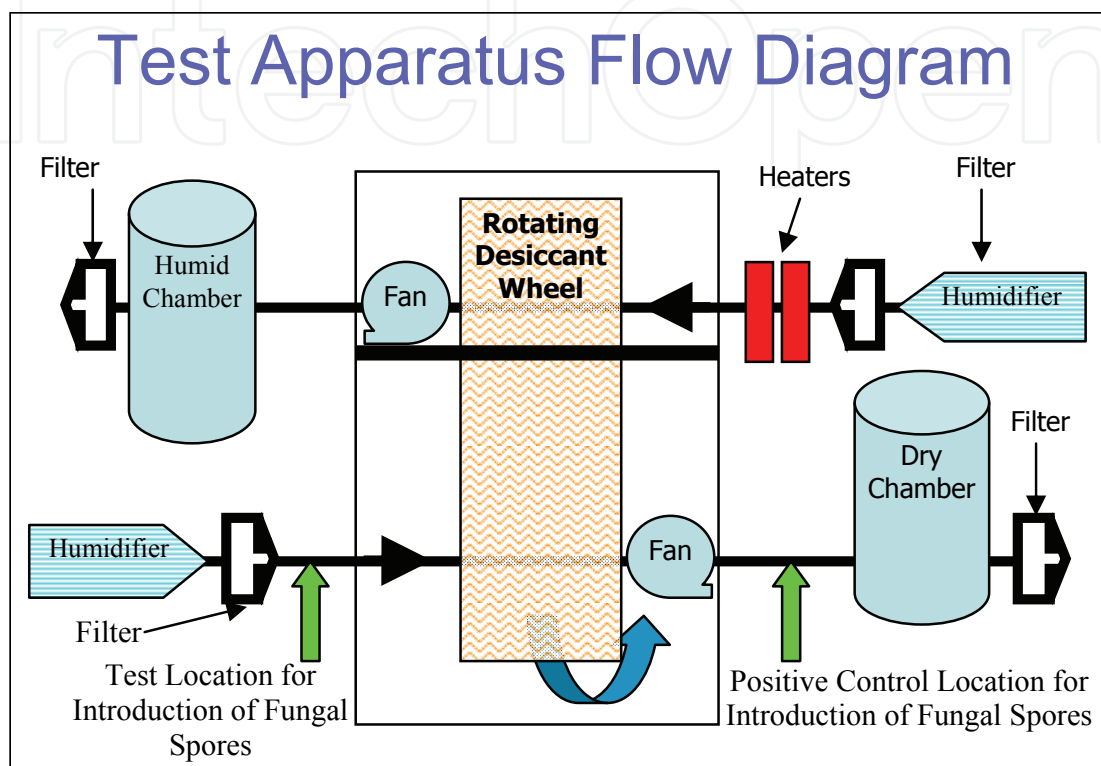 IntechOpen
Test Apparatus Flow Diagram
Filter
Heaters
Filter
Rotating
Desiccant
Wheel
Humid
Chamber
Fan
Humidifier
Filter
Dry
Chamber
Humidifier
Fan
Filter
Test Location for
Introduction of Fungal
Spores
Positive Control Location for
Introduction of Fungal Spores